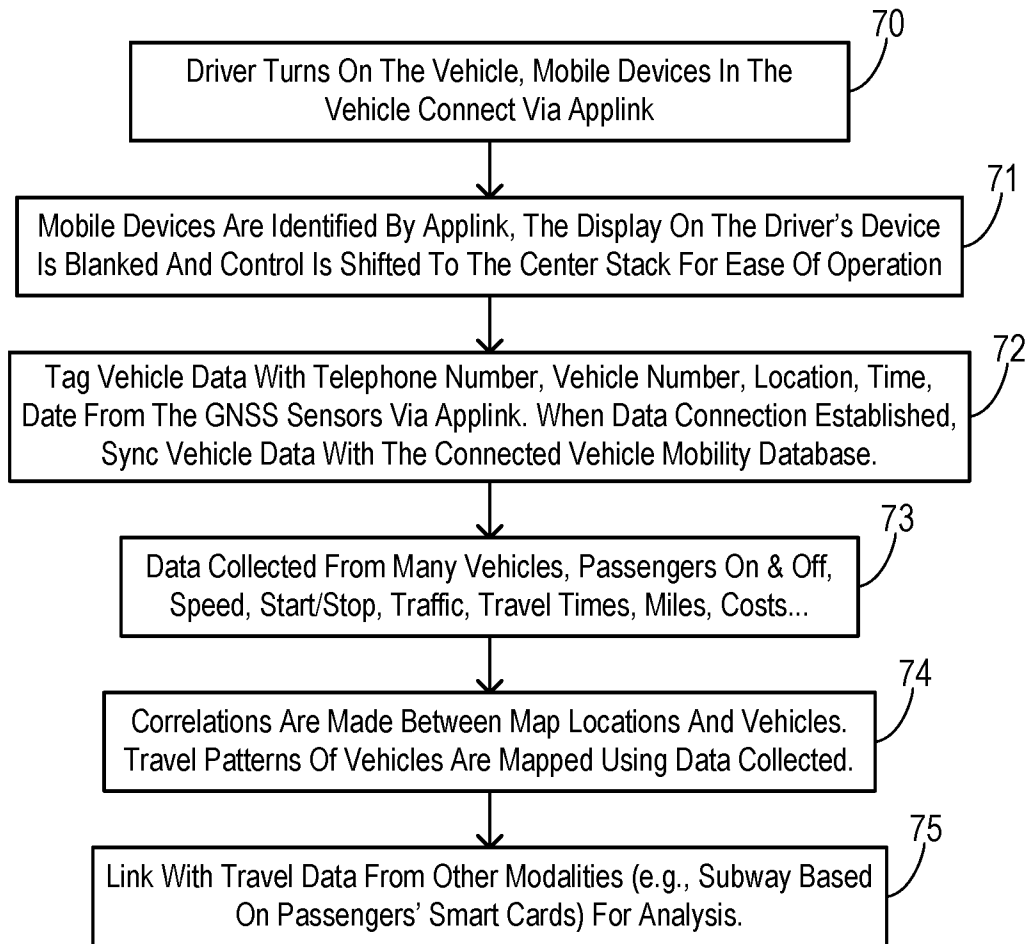 70
Driver Turns On The Vehicle, Mobile Devices In The
Vehicle Connect Via Applink
71
Mobile Devices Are Identified By Applink, The Display On The Driver's Device
Is Blanked And Control Is Shifted To The Center Stack For Ease Of Operation
72
Tag Vehicle Data With Telephone Number, Vehicle Number, Location, Time,
Date From The GNSS Sensors Via Applink. When Data Connection Established,
Sync Vehicle Data With The Connected Vehicle Mobility Database.
73
Data Collected From Many Vehicles, Passengers On & Off,
Speed, Start/Stop, Traffic, Travel Times, Miles, Costs...
74
Correlations Are Made Between Map Locations And Vehicles.
Travel Patterns Of Vehicles Are Mapped Using Data Collected.
75
Link With Travel Data From Other Modalities (e.g., Subway Based
On Passengers' Smart Cards) For Analysis.